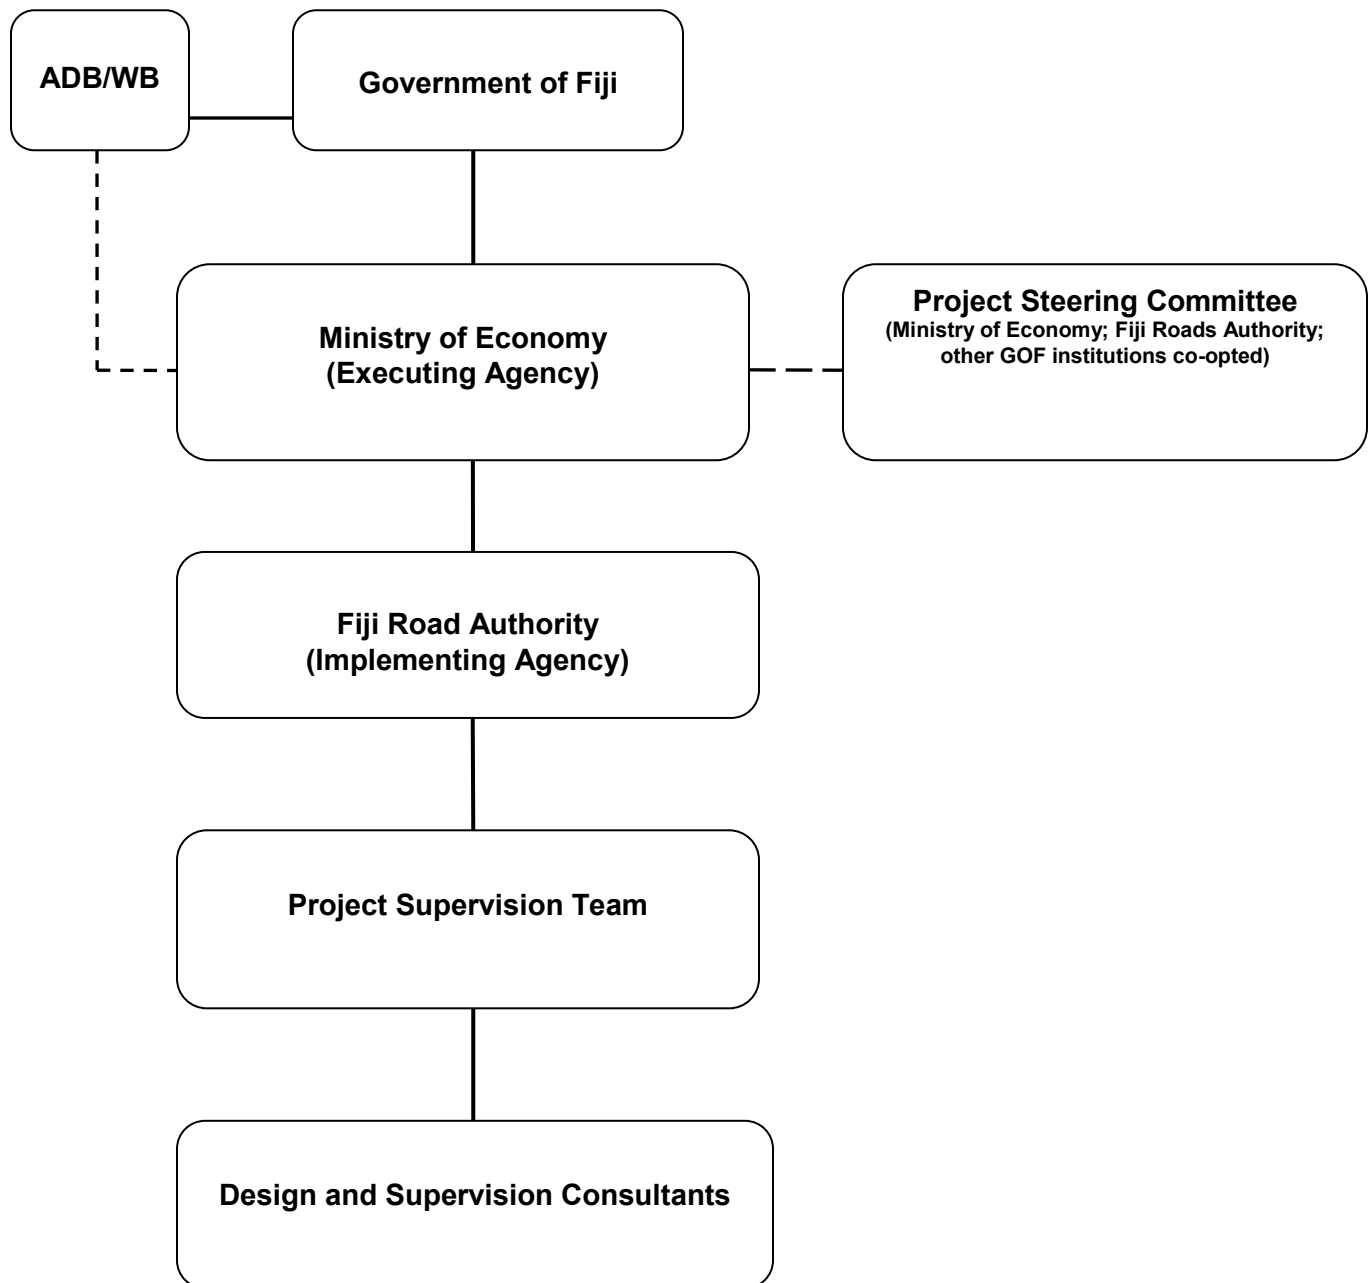 ADB/WB
Government of Fiji
Ministry of Economy
(Executing Agency)
Project Steering Committee
(Ministry of Economy; Fiji Roads Authority;
other GOF institutions co-opted)
Fiji Road Authority
(Implementing Agency)
Project Supervision Team
Design and Supervision Consultants